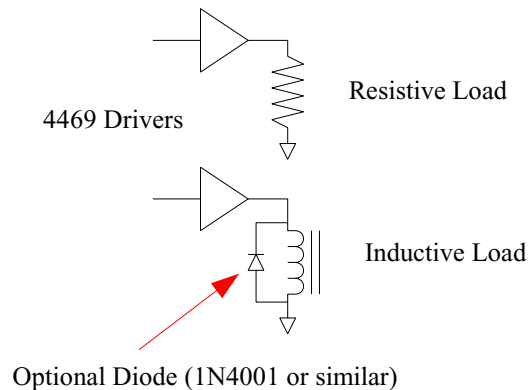 Resistive Load
4469 Drivers
Inductive Load
Optional Diode (1N4001 or similar)